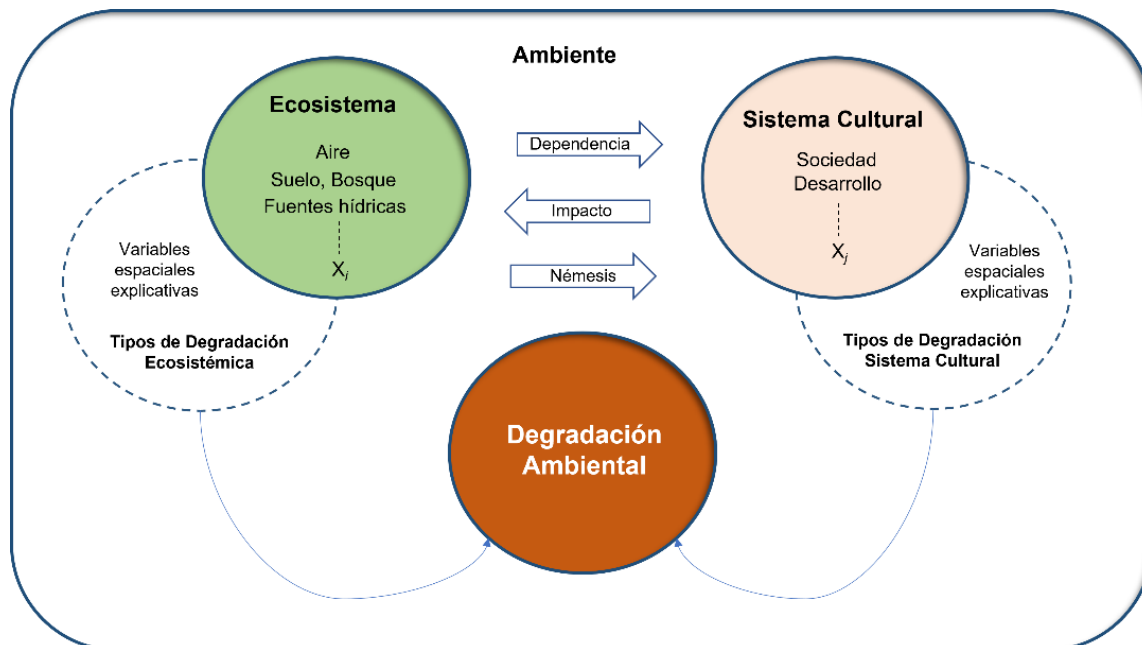 Ambiente
Ecosistema
Aire
Suelo, Bosque
Fuentes hídricas
Xi
Variables
espaciales
explicativas
Tipos de Degradación
Ecosistémica
Dependencia
Impacto
Némesis
Sistema Cultural
Sociedad
Desarrollo
Xj
Variables
espaciales
explicativas
Tipos de Degradación
Sistema Cultural
Degradación
Ambiental